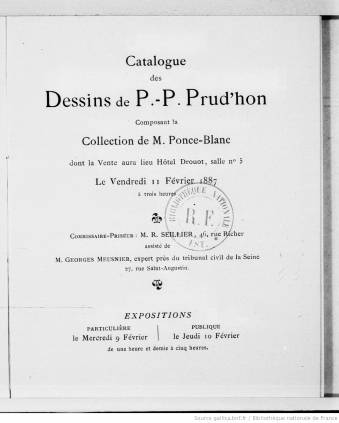 Catalogue
des
Dessins de P.-P. Prud'hon
Composant la
Collection de M. Ponce-Blanc
dont la Vente aura lieu Hôtel Drouot, salle nº 5
Le Vendredi 11 Février 1887
à trois heures
BIBLIOTHÈQUE NATIONALE
R.F.
EST.
Commissaire-Priseur : M. R. SEILLIER, 46, rue Richer
assisté de
M. Georges MEUSNIER, expert près du tribunal civil de la Seine
27, rue Saint-Augustin.
EXPOSITIONS
PARTICULIÈRE
le Mercredi 9 Février
PUBLIQUE
le Jeudi 10 Février
de une heure et demie à cinq heures.
Source gallica.bnf.fr / Bibliothèque nationale de France